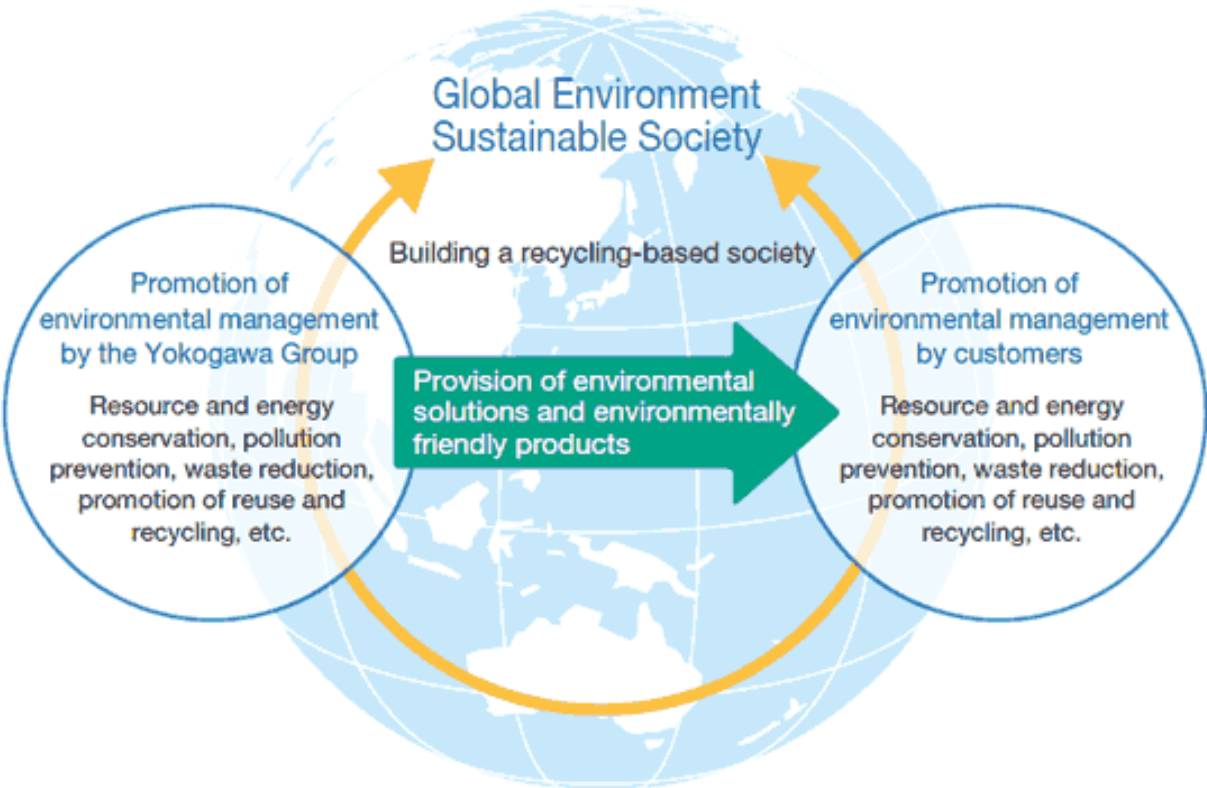 Global Environment
Sustainable Society
Building a recycling-based society
Promotion of
environmental management
by the Yokogawa Group
Resource and energy
conservation, pollution
prevention, waste reduction,
promotion of reuse and
recycling, etc.
Provision of environmental
solutions and environmentally
friendly products
Promotion of
environmental management
by customers
Resource and energy
conservation, pollution
prevention, waste reduction,
promotion of reuse and
recycling, etc.